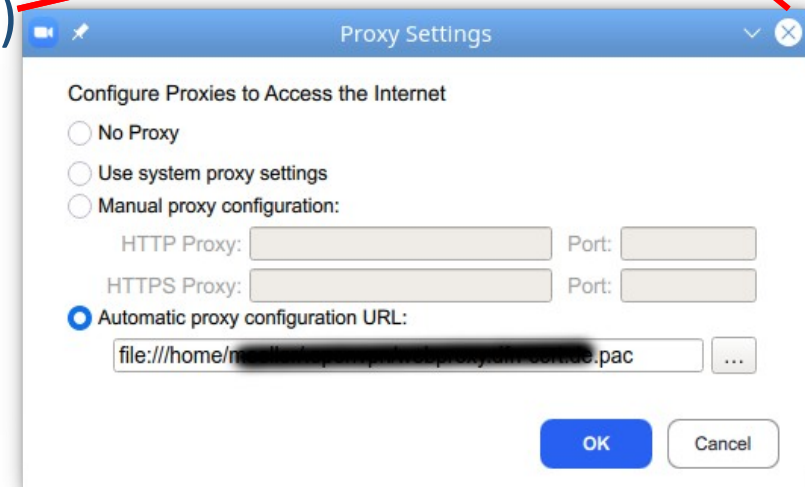 )
Proxy Settings
Configure Proxies to Access the Internet
No Proxy
Use system proxy settings
Manual proxy configuration:
HTTP Proxy: Port:
HTTPS Proxy: Port:
Automatic proxy configuration URL:
file:///home/ .pac ...
OK Cancel